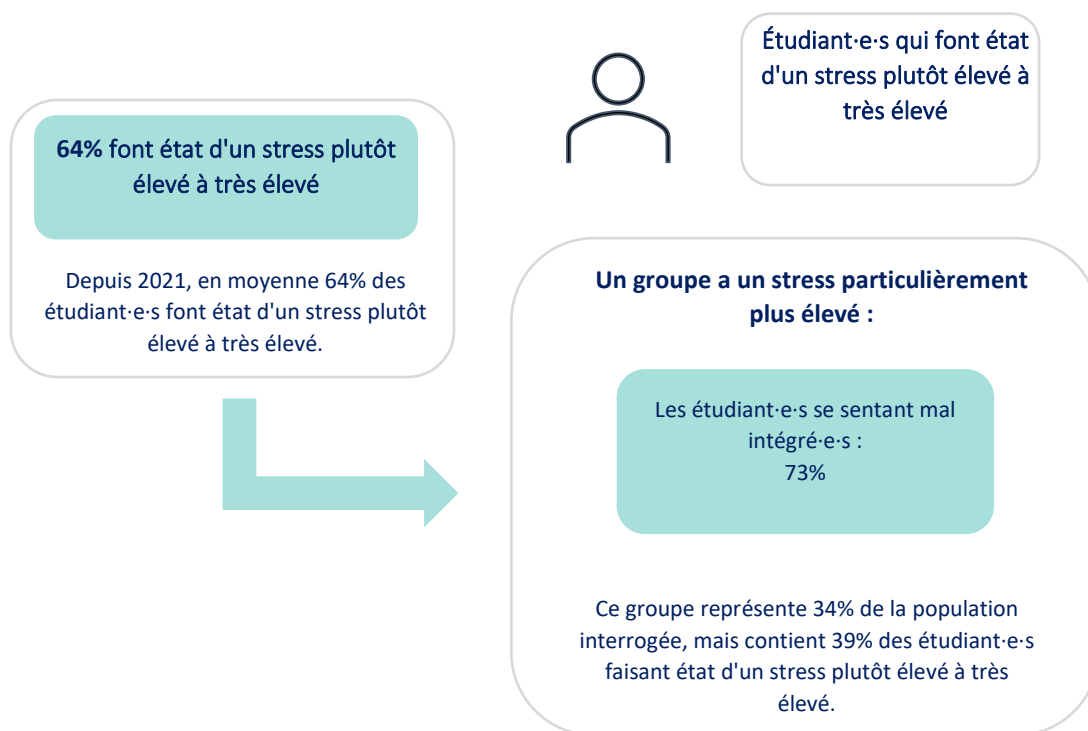 Étudiant·e·s qui font état
d'un stress plutôt élevé à
très élevé
64% font état d'un stress plutôt
élevé à très élevé
Depuis 2021, en moyenne 64% des
étudiant·e·s font état d'un stress plutôt
élevé à très élevé.
Un groupe a un stress particulièrement
plus élevé :
Les étudiant·e·s se sentant mal
intégré·e·s :
73%
Ce groupe représente 34% de la population
interrogée, mais contient 39% des étudiant·e·s
faisant état d'un stress plutôt élevé à très
élevé.